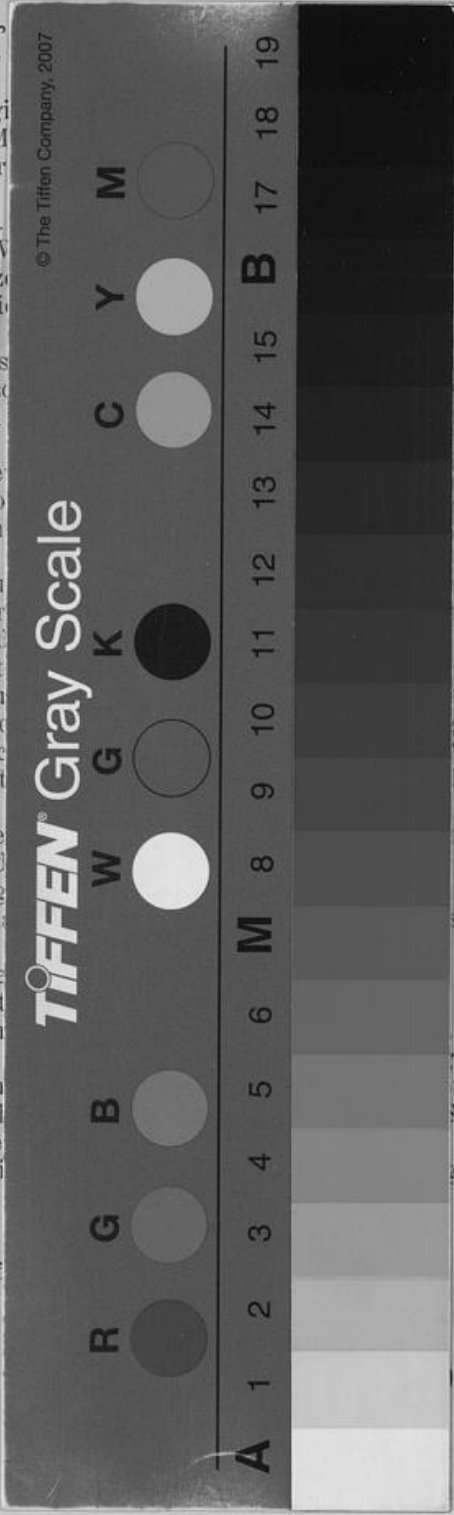 TIFFEN® Gray Scale
© The Tiffen Company, 2007
R G B W G K C Y M
A 1 2 3 4 5 6 M 8 9 10 11 12 13 14 15 B 17 18 19